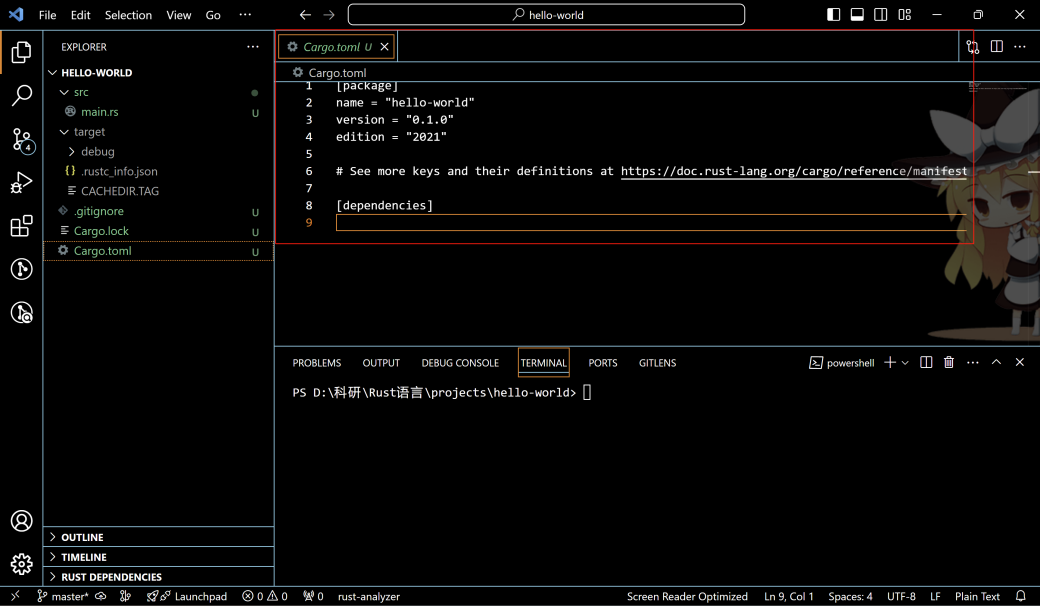 File Edit Selection View Go ···
hello-world
EXPLORER
HELLO-WORLD
src
main.rs U
target
debug
.rustc_info.json
CACHEDIR.TAG
.gitignore U
Cargo.lock U
Cargo.toml U
OUTLINE
TIMELINE
RUST DEPENDENCIES
4
Cargo.toml U
Cargo.toml
1 [package]
2 name = "hello-world"
3 version = "0.1.0"
4 edition = "2021"
5
6 # See more keys and their definitions at https://doc.rust-lang.org/cargo/reference/manifest
7
8 [dependencies]
9
PROBLEMS OUTPUT DEBUG CONSOLE TERMINAL PORTS GITLENS
powershell
PS D:\科研\Rust语言\projects\hello-world>
master* Launchpad 0 0 0 rust-analyzer Screen Reader Optimized Ln 9, Col 1 Spaces: 4 UTF-8 LF Plain Text